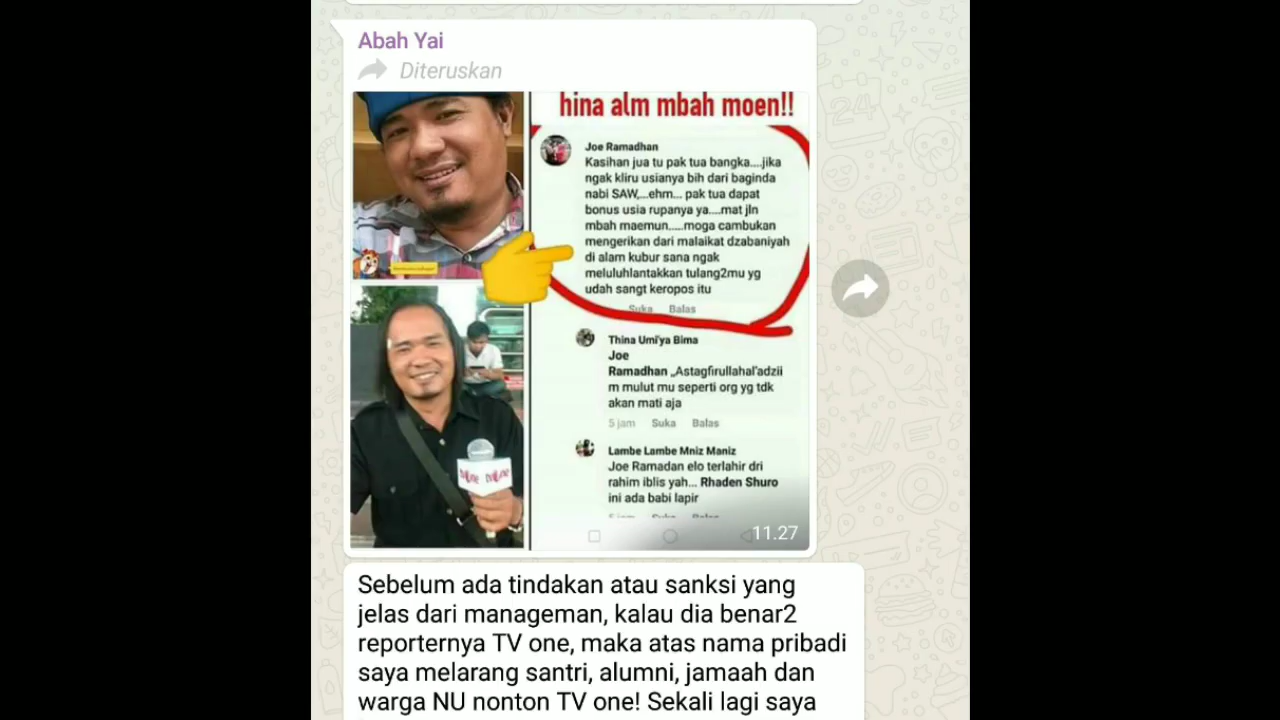 Abah Yai
Diteruskan
hina alm mbah moen!!
Joe Ramadhan
Kasihan jua tu pak tua bangka....jika
ngak kliru usianya bih dari baginda
nabi SAW,...ehm... pak tua dapat
bonus usia rupanya ya....mat jln
mbah maemun.....moga cambukan
mengerikan dari malaikat dzabaniyah
di alam kubur sana ngak
meluluhlantakkan tulang2mu yg
udah sangt keropos itu
Suka Balas
Thina Umi'ya Bima
Joe
Ramadhan ,,Astagfirullahal'adzii
m mulut mu seperti org yg tdk
akan mati aja
5 jam Suka Balas
Lambe Lambe Mniz Maniz
Joe Ramadan elo terlahir dri
rahim iblis yah... Rhaden Shuro
ini ada babi lapir
5 jam Suka Balas
11.27
Sebelum ada tindakan atau sanksi yang
jelas dari manageman, kalau dia benar2
reporternya TV one, maka atas nama pribadi
saya melarang santri, alumni, jamaah dan
warga NU nonton TV one! Sekali lagi saya